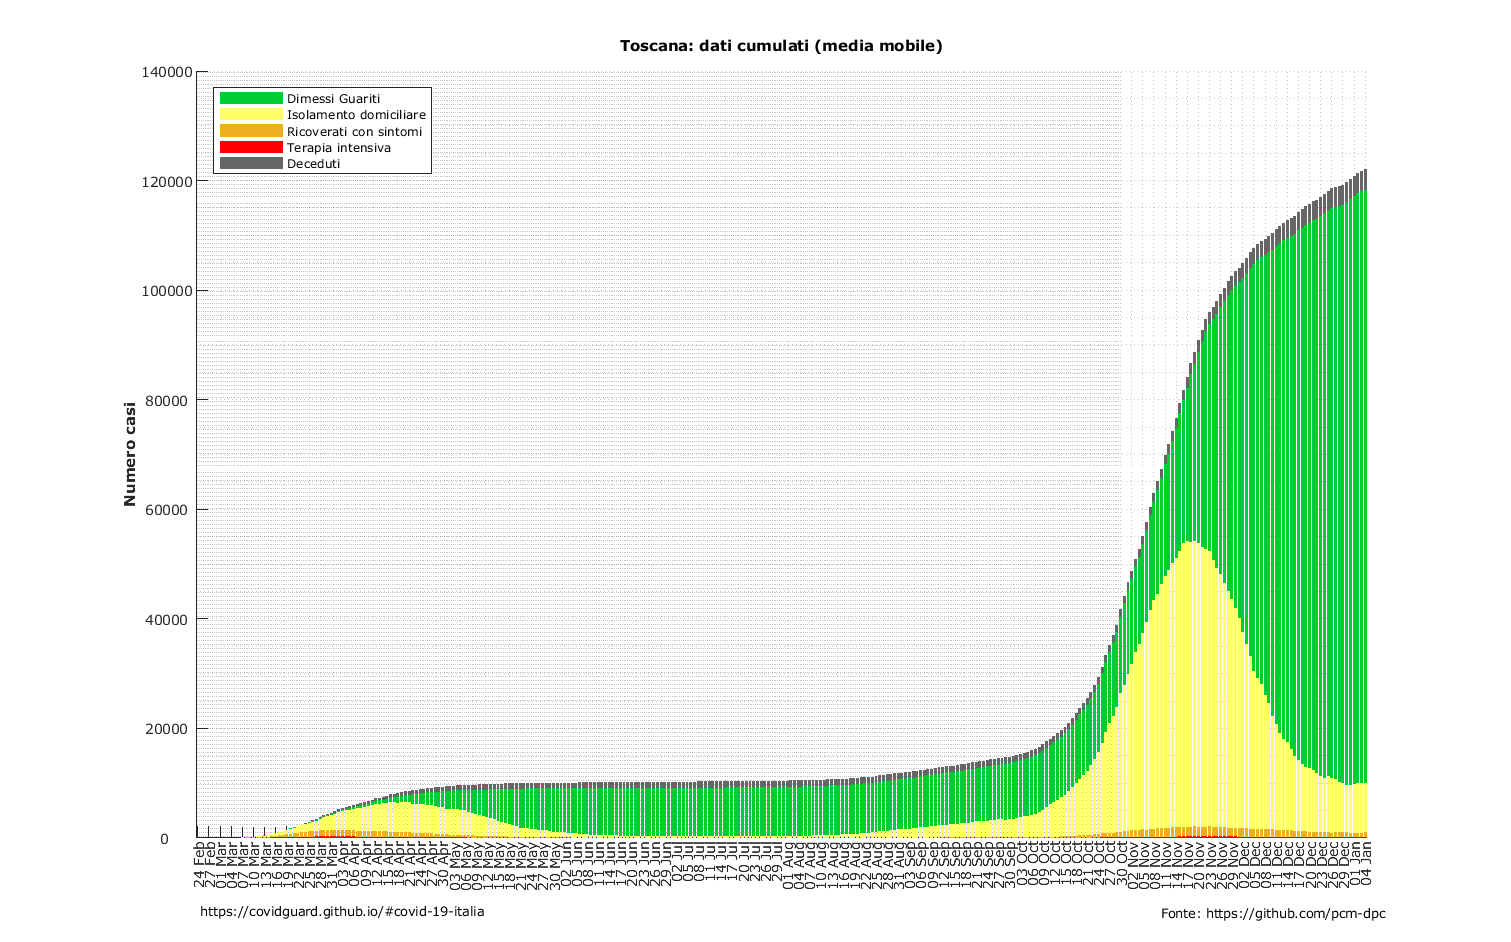 Toscana: dati cumulati (media mobile)
140000
120000
100000
80000
60000
40000
20000
0
Numero casi
Dimessi Guariti
Isolamento domiciliare
Ricoverati con sintomi
Terapia intensiva
Deceduti
24 Feb
27 Feb
01 Mar
04 Mar
07 Mar
10 Mar
13 Mar
16 Mar
19 Mar
22 Mar
25 Mar
28 Mar
31 Mar
03 Apr
06 Apr
09 Apr
12 Apr
15 Apr
18 Apr
21 Apr
24 Apr
27 Apr
30 Apr
03 May
06 May
09 May
12 May
15 May
18 May
21 May
24 May
27 May
30 May
02 Jun
05 Jun
08 Jun
11 Jun
14 Jun
17 Jun
20 Jun
23 Jun
26 Jun
29 Jun
02 Jul
05 Jul
08 Jul
11 Jul
14 Jul
17 Jul
20 Jul
23 Jul
26 Jul
29 Jul
01 Aug
04 Aug
07 Aug
10 Aug
13 Aug
16 Aug
19 Aug
22 Aug
25 Aug
28 Aug
31 Aug
03 Sep
06 Sep
09 Sep
12 Sep
15 Sep
18 Sep
21 Sep
24 Sep
27 Sep
30 Sep
03 Oct
06 Oct
09 Oct
12 Oct
15 Oct
18 Oct
21 Oct
24 Oct
27 Oct
30 Oct
02 Nov
05 Nov
08 Nov
11 Nov
14 Nov
17 Nov
20 Nov
23 Nov
26 Nov
29 Nov
02 Dec
05 Dec
08 Dec
11 Dec
14 Dec
17 Dec
20 Dec
23 Dec
26 Dec
29 Dec
01 Jan
04 Jan
https://covidguard.github.io/#covid-19-italia
Fonte: https://github.com/pcm-dpc